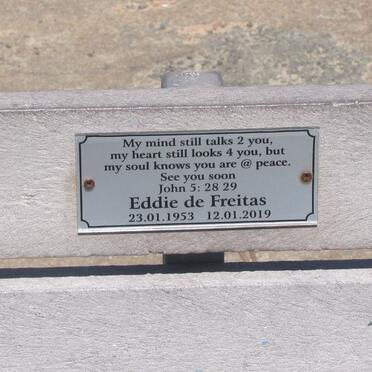 My mind still talks 2 you,
my heart still looks 4 you, but
my soul knows you are @ peace.
See you soon
John 5: 28 29
Eddie de Freitas
23.01.1953 12.01.2019